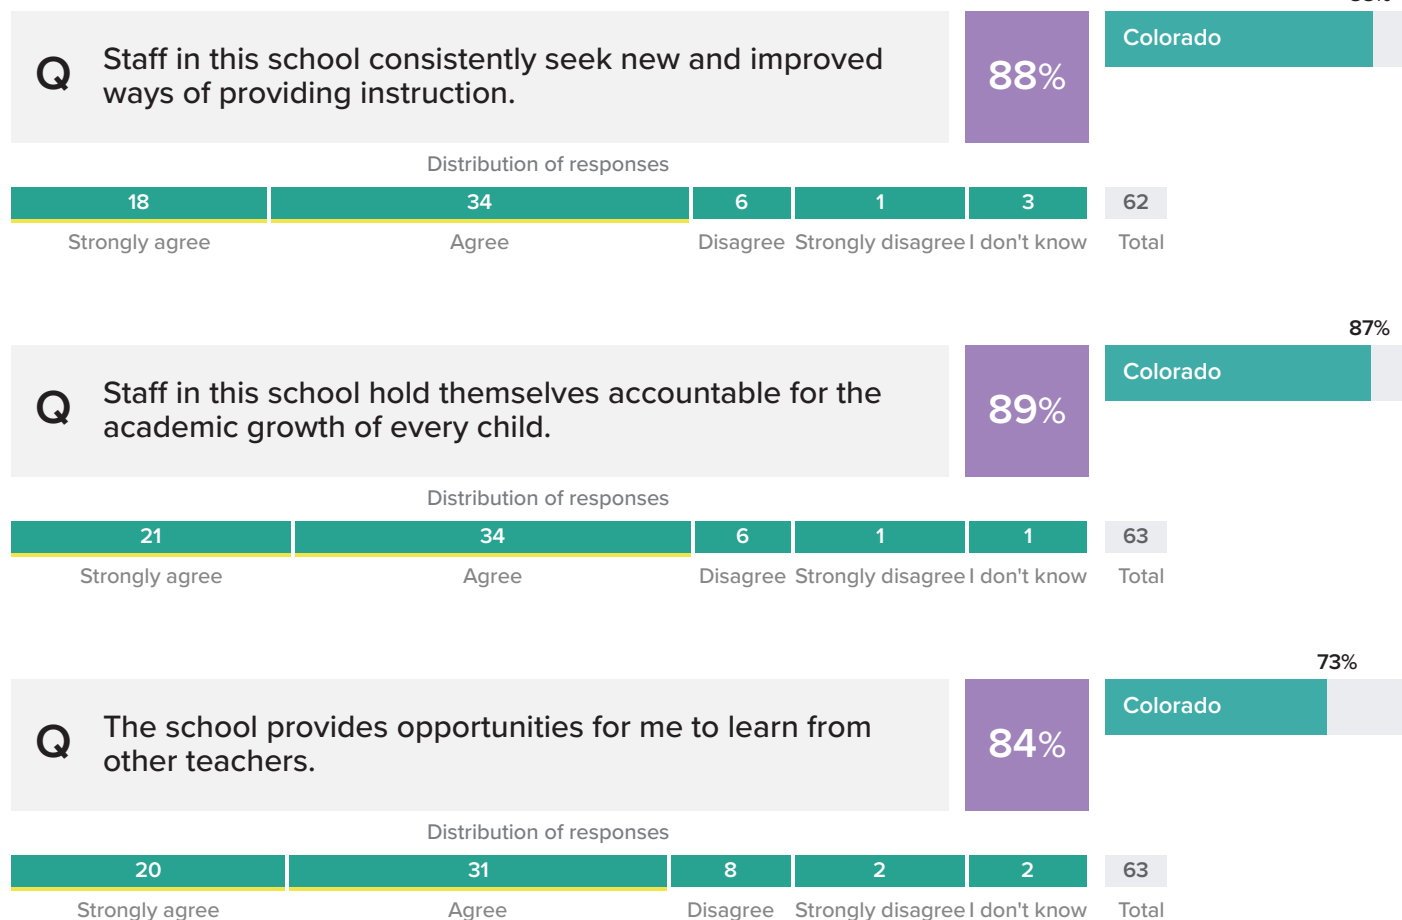 Q
Staff in this school consistently seek new and improved
ways of providing instruction.
88%
Colorado
Distribution of responses
18 34 6 1 3 62
Strongly agree Agree Disagree Strongly disagree I don't know Total
87%
Q
Staff in this school hold themselves accountable for the
academic growth of every child.
89%
Colorado
Distribution of responses
21 34 6 1 1 63
Strongly agree Agree Disagree Strongly disagree I don't know Total
73%
Q
The school provides opportunities for me to learn from
other teachers.
84%
Colorado
Distribution of responses
20 31 8 2 2 63
Strongly agree Agree Disagree Strongly disagree I don't know Total